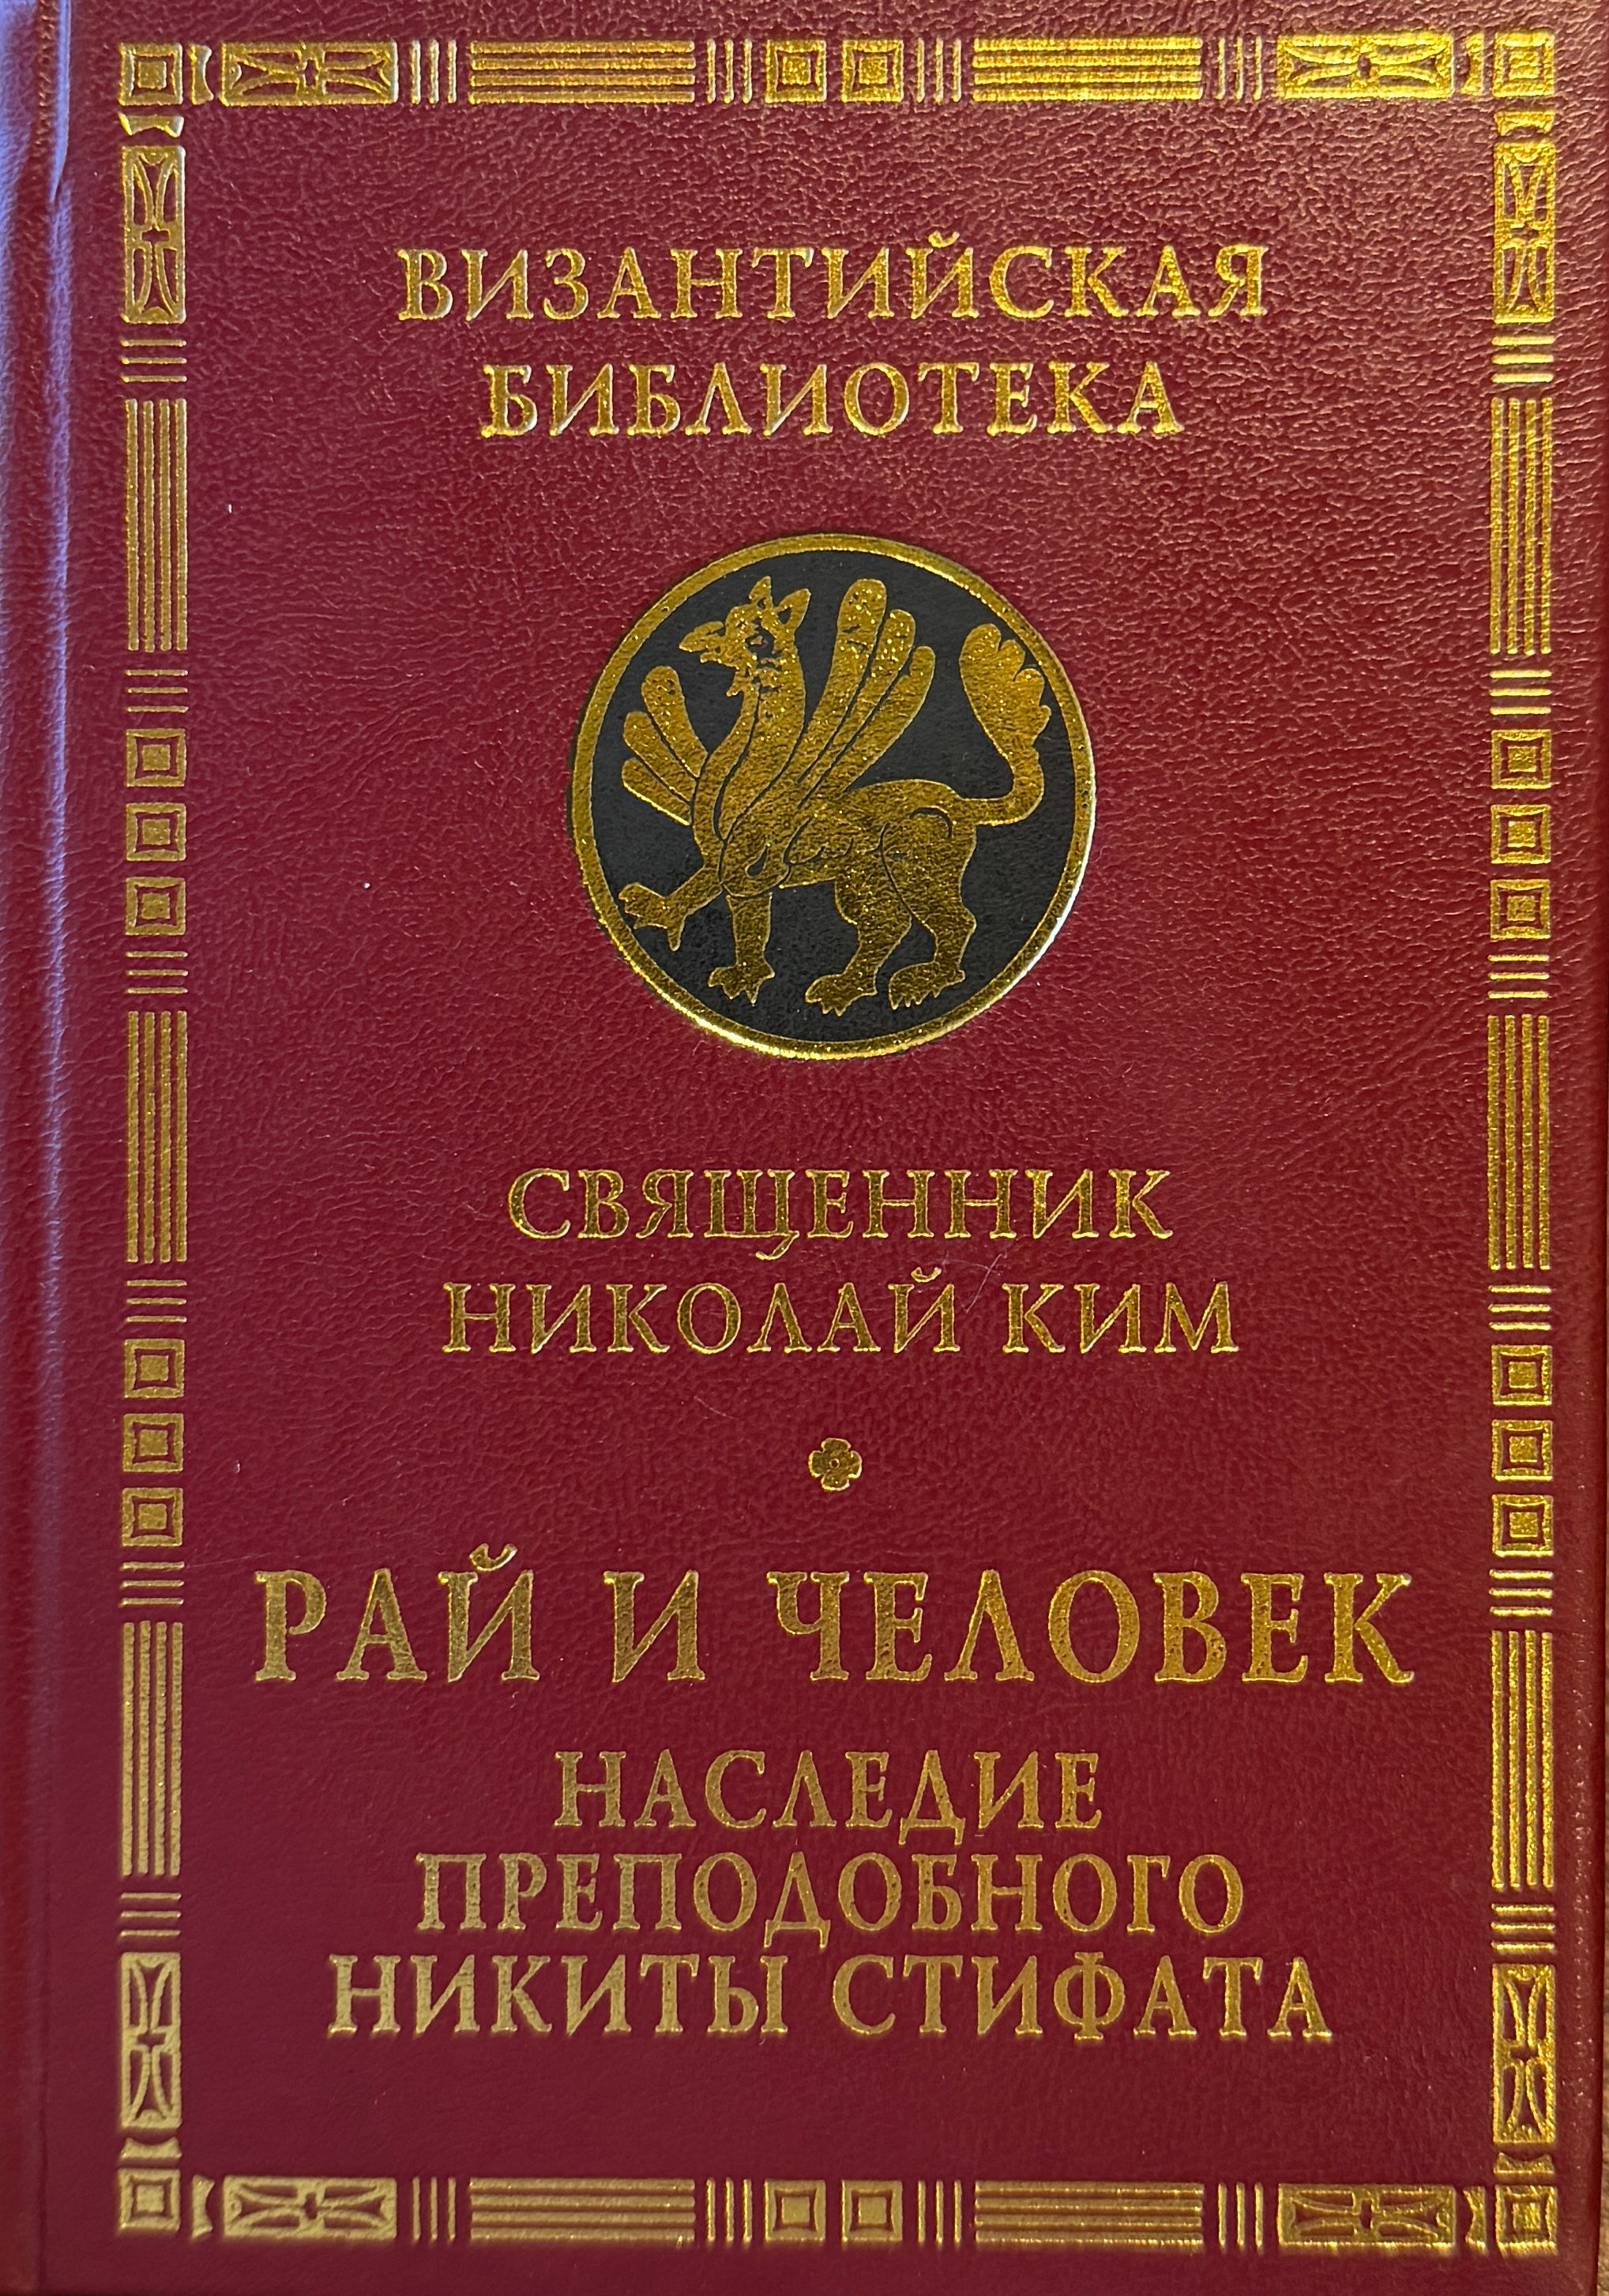 ВИЗАНТИЙСКАЯ
БИБЛИОТЕКА
СВЯЩЕННИК
НИКОЛАЙ КИМ
РАЙ И ЧЕЛОВЕК
НАСЛЕДИЕ
ПРЕПОДОБНОГО
НИКИТЫ СТИФАТА